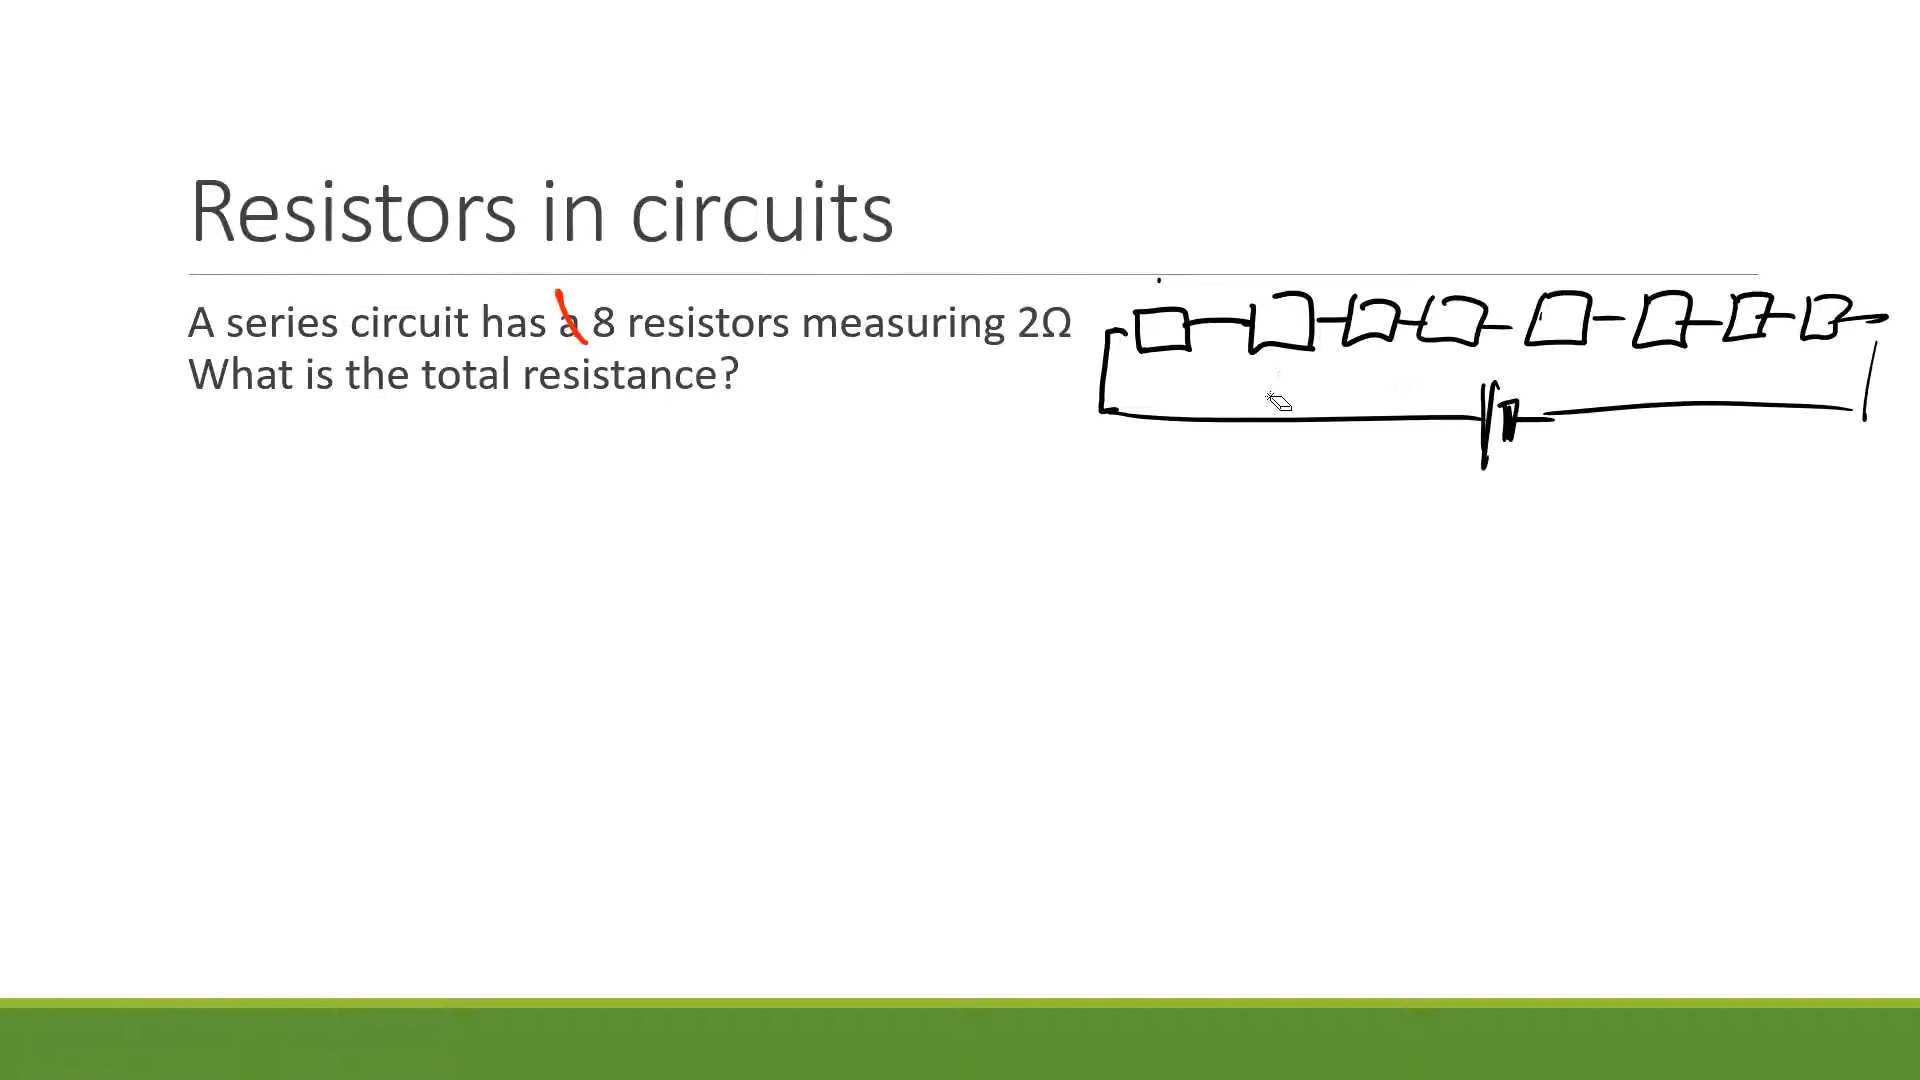 Resistors in circuits
A series circuit has a 8 resistors measuring 2Ω
What is the total resistance?